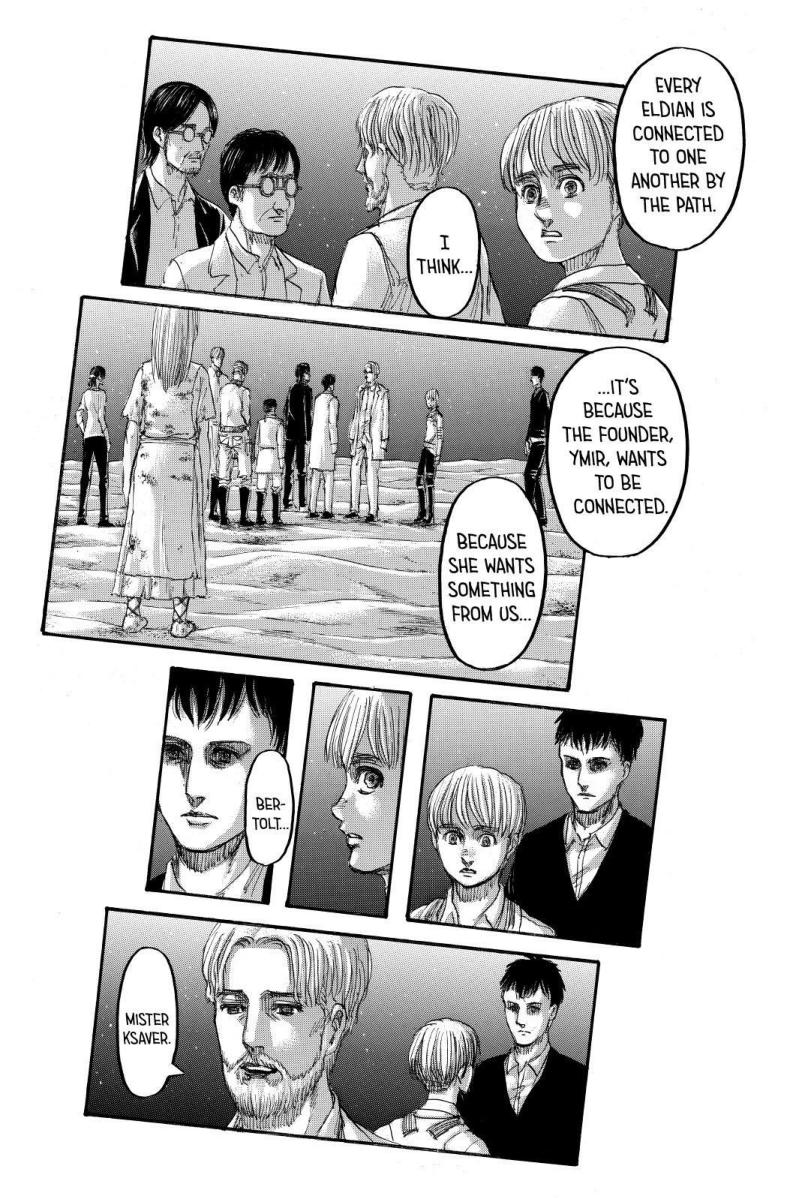 EVERY
ELDIAN IS
CONNECTED
TO ONE
ANOTHER BY
THE PATH.
I
THINK...
...IT'S
BECAUSE
THE FOUNDER,
YMIR, WANTS
TO BE
CONNECTED.
BECAUSE
SHE WANTS
SOMETHING
FROM US...
BER-
TOLT...
MISTER
KSAVER.